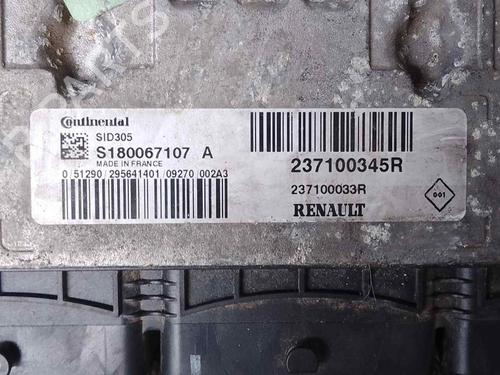 Continental
SID305
S180067107 A
MADE IN FRANCE
0 51290 295641401 09270 002A3
237100345R
237100033R
RENAULT
001